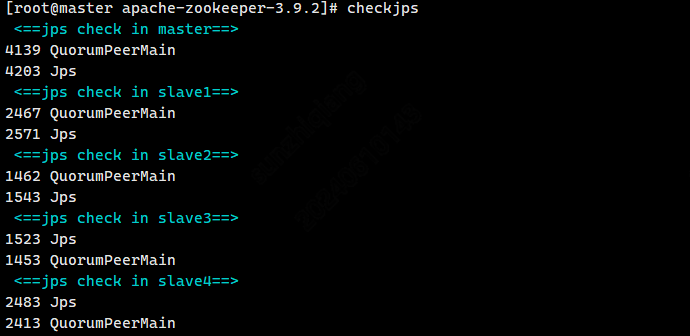 [root@master apache-zookeeper-3.9.2]# checkjps
<==jps check in master==>
4139 QuorumPeerMain
4203 Jps
<==jps check in slave1==>
2467 QuorumPeerMain
2571 Jps
<==jps check in slave2==>
1462 QuorumPeerMain
1543 Jps
<==jps check in slave3==>
1523 Jps
1453 QuorumPeerMain
<==jps check in slave4==>
2483 Jps
2413 QuorumPeerMain